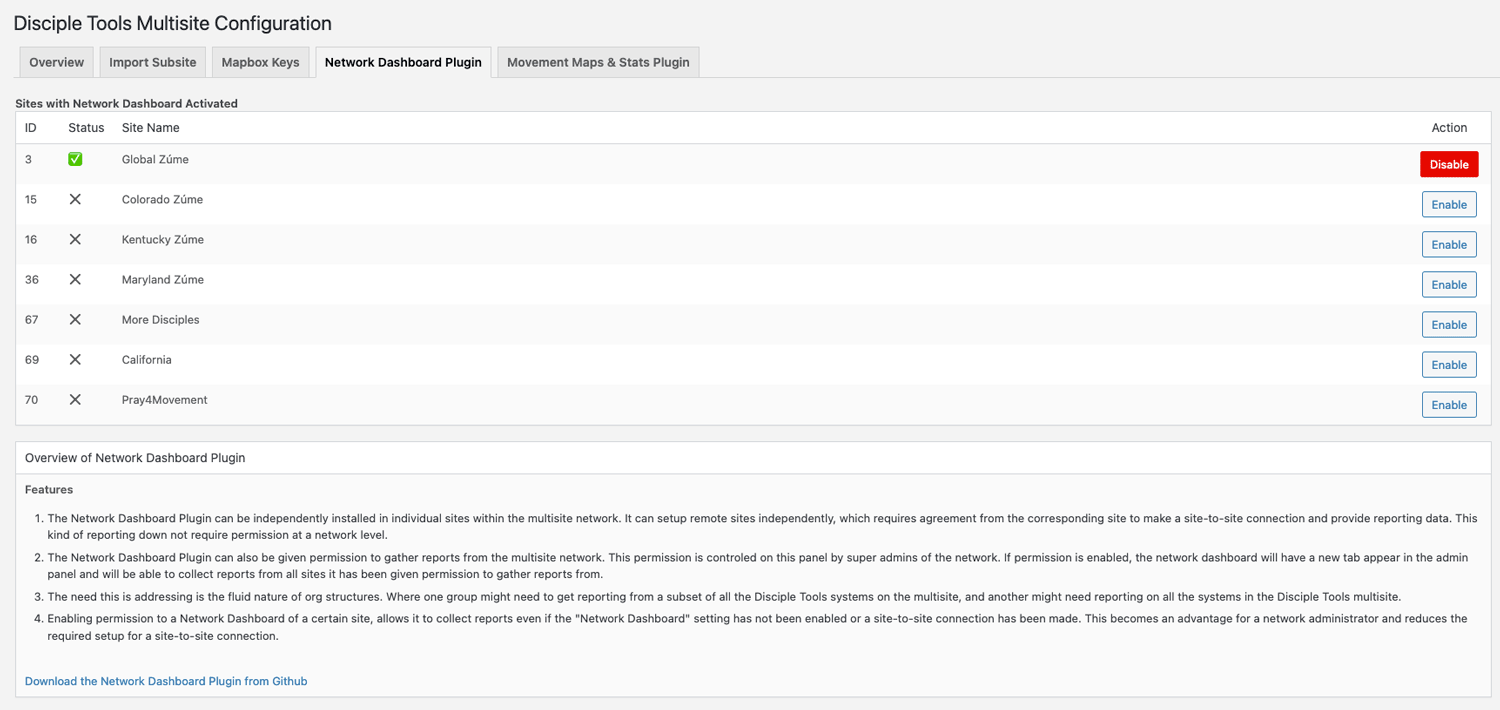 Disciple Tools Multisite Configuration
Overview Import Subsite Mapbox Keys Network Dashboard Plugin Movement Maps & Stats Plugin
Sites with Network Dashboard Activated
ID Status Site Name Action
3 ✅ Global Zúme Disable
15 ✕ Colorado Zúme Enable
16 ✕ Kentucky Zúme Enable
36 ✕ Maryland Zúme Enable
67 ✕ More Disciples Enable
69 ✕ California Enable
70 ✕ Pray4Movement Enable
Overview of Network Dashboard Plugin
Features
1. The Network Dashboard Plugin can be independently installed in individual sites within the multisite network. It can setup remote sites independently, which requires agreement from the corresponding site to make a site-to-site connection and provide reporting data. This
kind of reporting down not require permission at a network level.
2. The Network Dashboard Plugin can also be given permission to gather reports from the multisite network. This permission is controled on this panel by super admins of the network. If permission is enabled, the network dashboard will have a new tab appear in the admin
panel and will be able to collect reports from all sites it has been given permission to gather reports from.
3. The need this is addressing is the fluid nature of org structures. Where one group might need to get reporting from a subset of all the Disciple Tools systems on the multisite, and another might need reporting on all the systems in the Disciple Tools multisite.
4. Enabling permission to a Network Dashboard of a certain site, allows it to collect reports even if the "Network Dashboard" setting has not been enabled or a site-to-site connection has been made. This becomes an advantage for a network administrator and reduces the
required setup for a site-to-site connection.
Download the Network Dashboard Plugin from Github